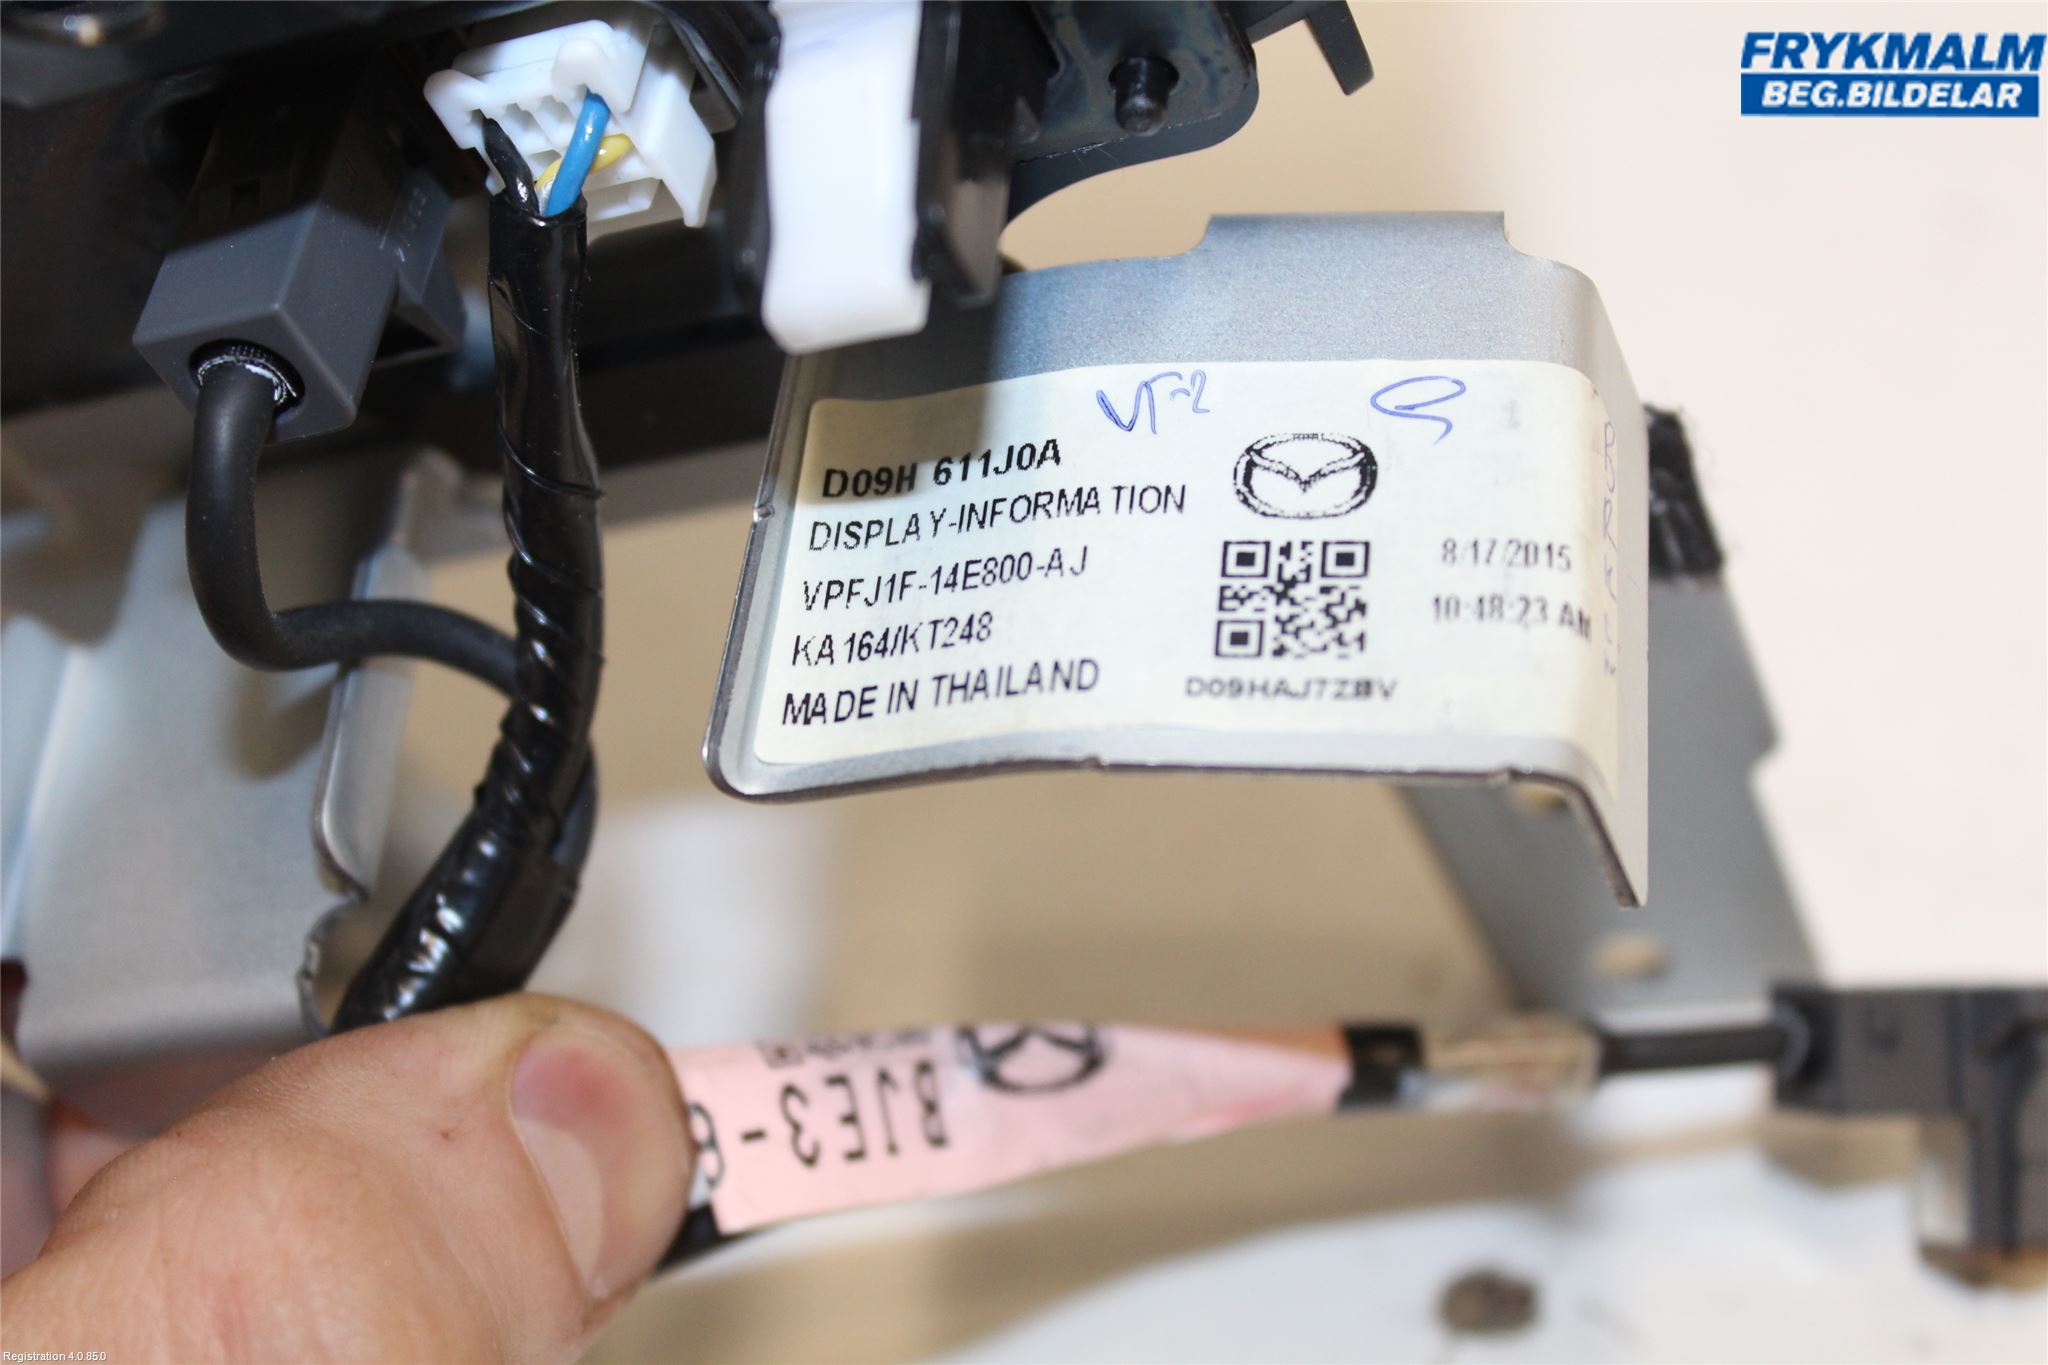 FRYKMALM
BEG.BILDELAR
VT-2
D09H 611J0A
DISPLAY-INFORMATION
VPFJ1F-14E800-AJ
KA164/KT248
MADE IN THAILAND
8/17/2015
10:48:23 AM
D09HAJ7ZBV
BJE3-6
Registration 4.0.85.0